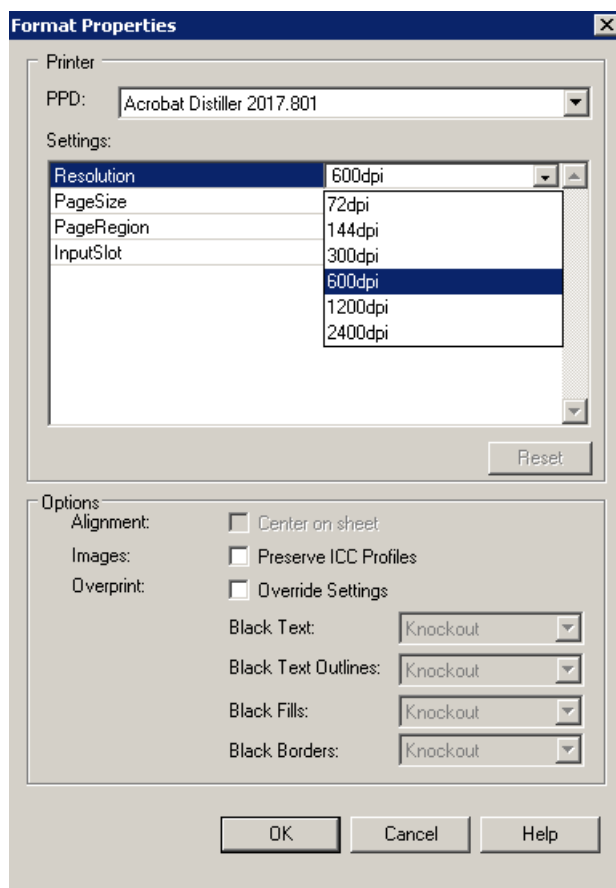 Format Properties
Printer
PPD: Acrobat Distiller 2017.801
Settings:
Resolution 600dpi
PageSize 72dpi
PageRegion 144dpi
InputSlot 300dpi
600dpi
1200dpi
2400dpi
Reset
Options
Alignment: Center on sheet
Images: Preserve ICC Profiles
Overprint: Override Settings
Black Text: Knockout
Black Text Outlines: Knockout
Black Fills: Knockout
Black Borders: Knockout
OK Cancel Help